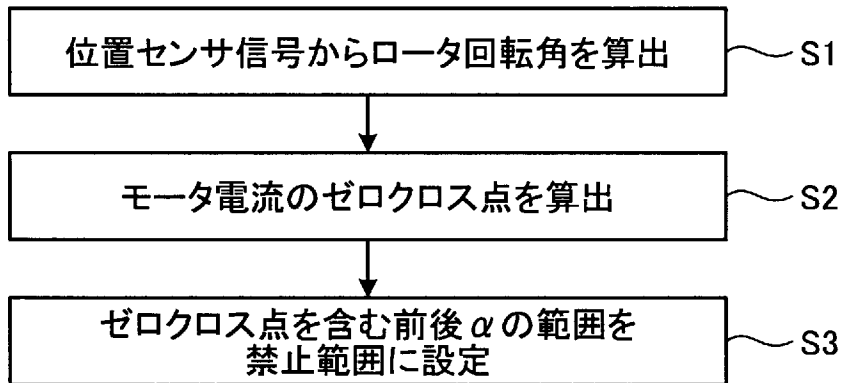 位置センサ信号からロータ回転角を算出 S1
モータ電流のゼロクロス点を算出 S2
ゼロクロス点を含む前後αの範囲を
禁止範囲に設定 S3